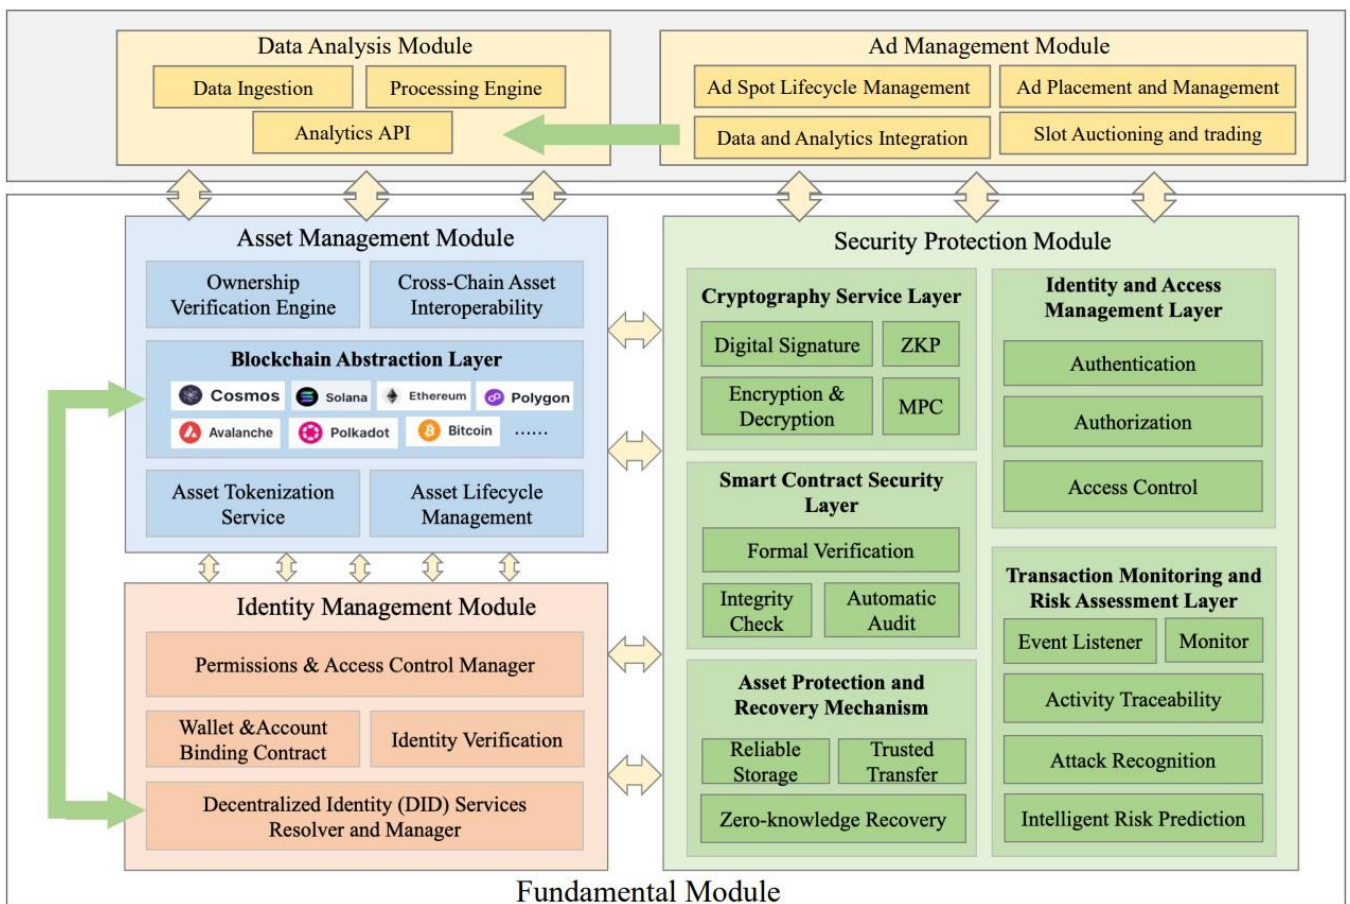 Data Analysis Module
Data Ingestion
Processing Engine
Analytics API
Ad Management Module
Ad Spot Lifecycle Management
Ad Placement and Management
Data and Analytics Integration
Slot Auctioning and trading
Asset Management Module
Ownership
Verification Engine
Cross-Chain Asset
Interoperability
Blockchain Abstraction Layer
Cosmos
Solana
Ethereum
Polygon
Avalanche
Polkadot
Bitcoin
······
Asset Tokenization
Service
Asset Lifecycle
Management
Identity Management Module
Permissions & Access Control Manager
Wallet &Account
Binding Contract
Identity Verification
Decentralized Identity (DID) Services
Resolver and Manager
Security Protection Module
Cryptography Service Layer
Digital Signature
ZKP
Encryption &
Decryption
MPC
Smart Contract Security
Layer
Formal Verification
Integrity
Check
Automatic
Audit
Asset Protection and
Recovery Mechanism
Reliable
Storage
Trusted
Transfer
Zero-knowledge Recovery
Identity and Access
Management Layer
Authentication
Authorization
Access Control
Transaction Monitoring and
Risk Assessment Layer
Event Listener
Monitor
Activity Traceability
Attack Recognition
Intelligent Risk Prediction
Fundamental Module